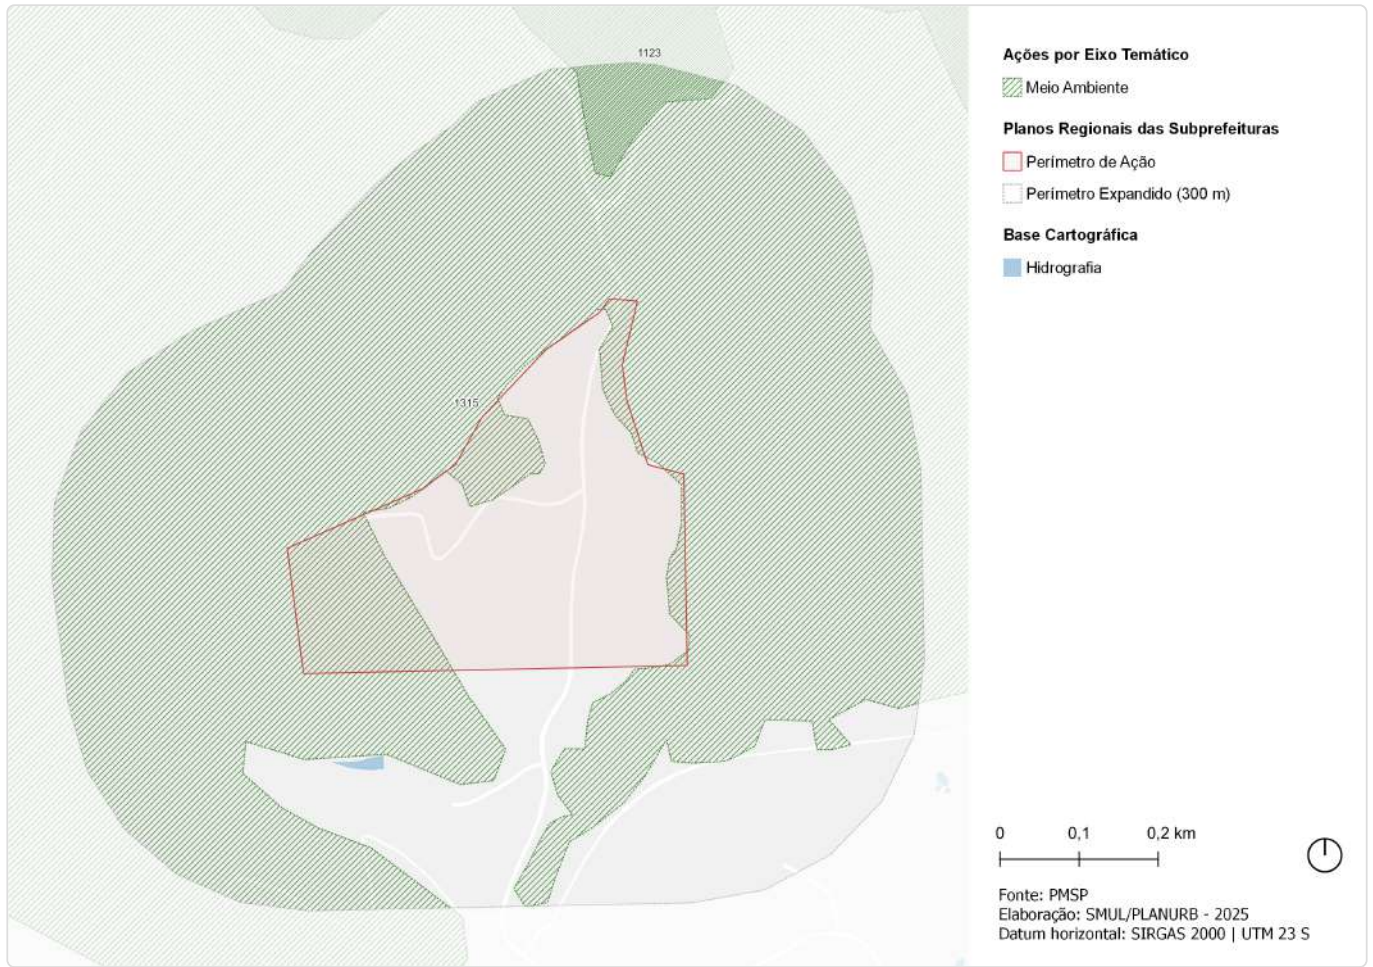 1123
1315
Ações por Eixo Temático
Meio Ambiente
Planos Regionais das Subprefeituras
Perímetro de Ação
Perímetro Expandido (300 m)
Base Cartográfica
Hidrografia
0 0,1 0,2 km
Fonte: PMSP
Elaboração: SMUL/PLANURB - 2025
Datum horizontal: SIRGAS 2000 | UTM 23 S